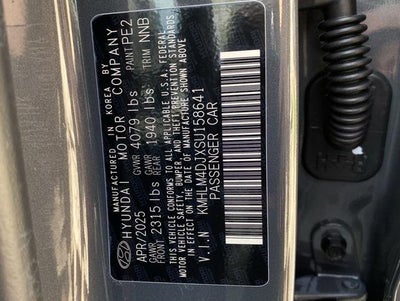 MANUFACTURED IN KOREA BY
HYUNDAI MOTOR COMPANY
APR/2025 GVWR 4079 lbs PAINT PE2
GAWR FRONT 2315 lbs GAWR REAR 1940 lbs TRIM NNB
THIS VEHICLE CONFORMS TO ALL APPLICABLE U.S.A. FEDERAL
MOTOR VEHICLE SAFETY, BUMPER, AND THEFT PREVENTION STANDARDS
IN EFFECT ON THE DATE OF MANUFACTURE SHOWN ABOVE
V.I.N KMHLM4DJXSU158641
PASSENGER CAR